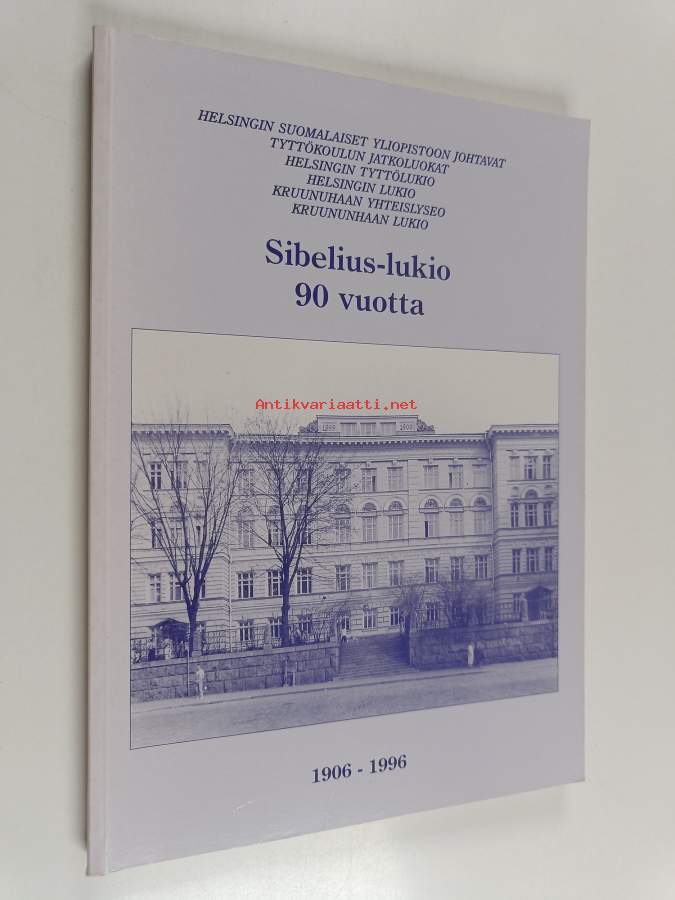 HELSINGIN SUOMALAISET YLIOPISTOON JOHTAVAT
TYTTÖKOULUN JATKOLUOKAT
HELSINGIN TYTTÖLUKIO
HELSINGIN LUKIO
KRUUNUHAAN YHTEISLYSEO
KRUUNUNHAAN LUKIO
Sibelius-lukio
90 vuotta
Antikvariaatti.net
1906 - 1996